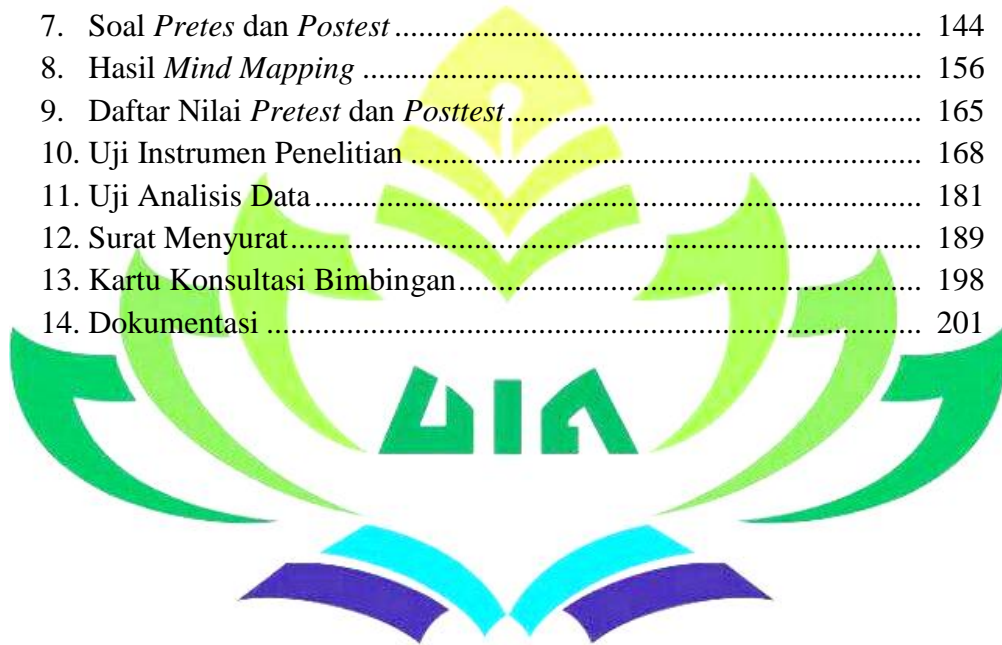 7. Soal Pretes dan Postest ................................................................ 144
8. Hasil Mind Mapping .................................................................... 156
9. Daftar Nilai Pretest dan Posttest .................................................. 165
10. Uji Instrumen Penelitian .............................................................. 168
11. Uji Analisis Data .......................................................................... 181
12. Surat Menyurat ............................................................................. 189
13. Kartu Konsultasi Bimbingan ........................................................ 198
14. Dokumentasi ................................................................................ 201